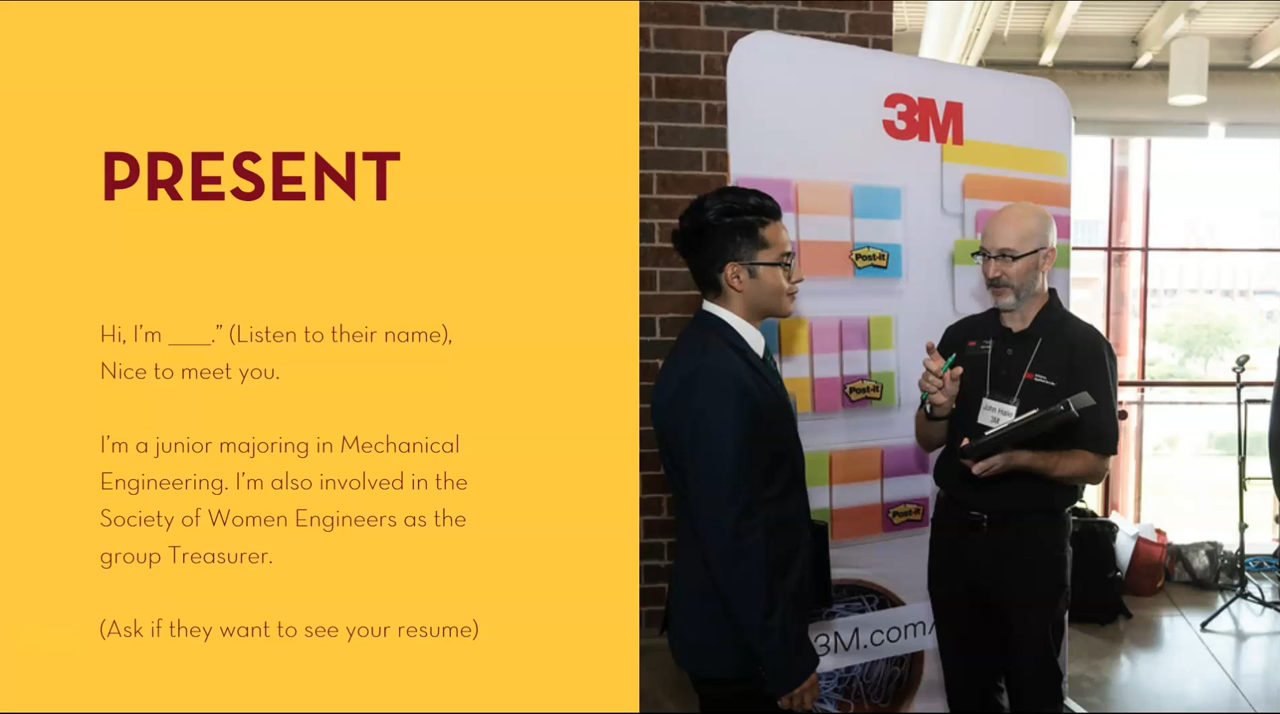 PRESENT
Hi, I'm ____.” (Listen to their name),
Nice to meet you.
I'm a junior majoring in Mechanical
Engineering. I'm also involved in the
Society of Women Engineers as the
group Treasurer.
(Ask if they want to see your resume)
3M
Post-it
Post-it
Post-it
John
3M
3M.com/